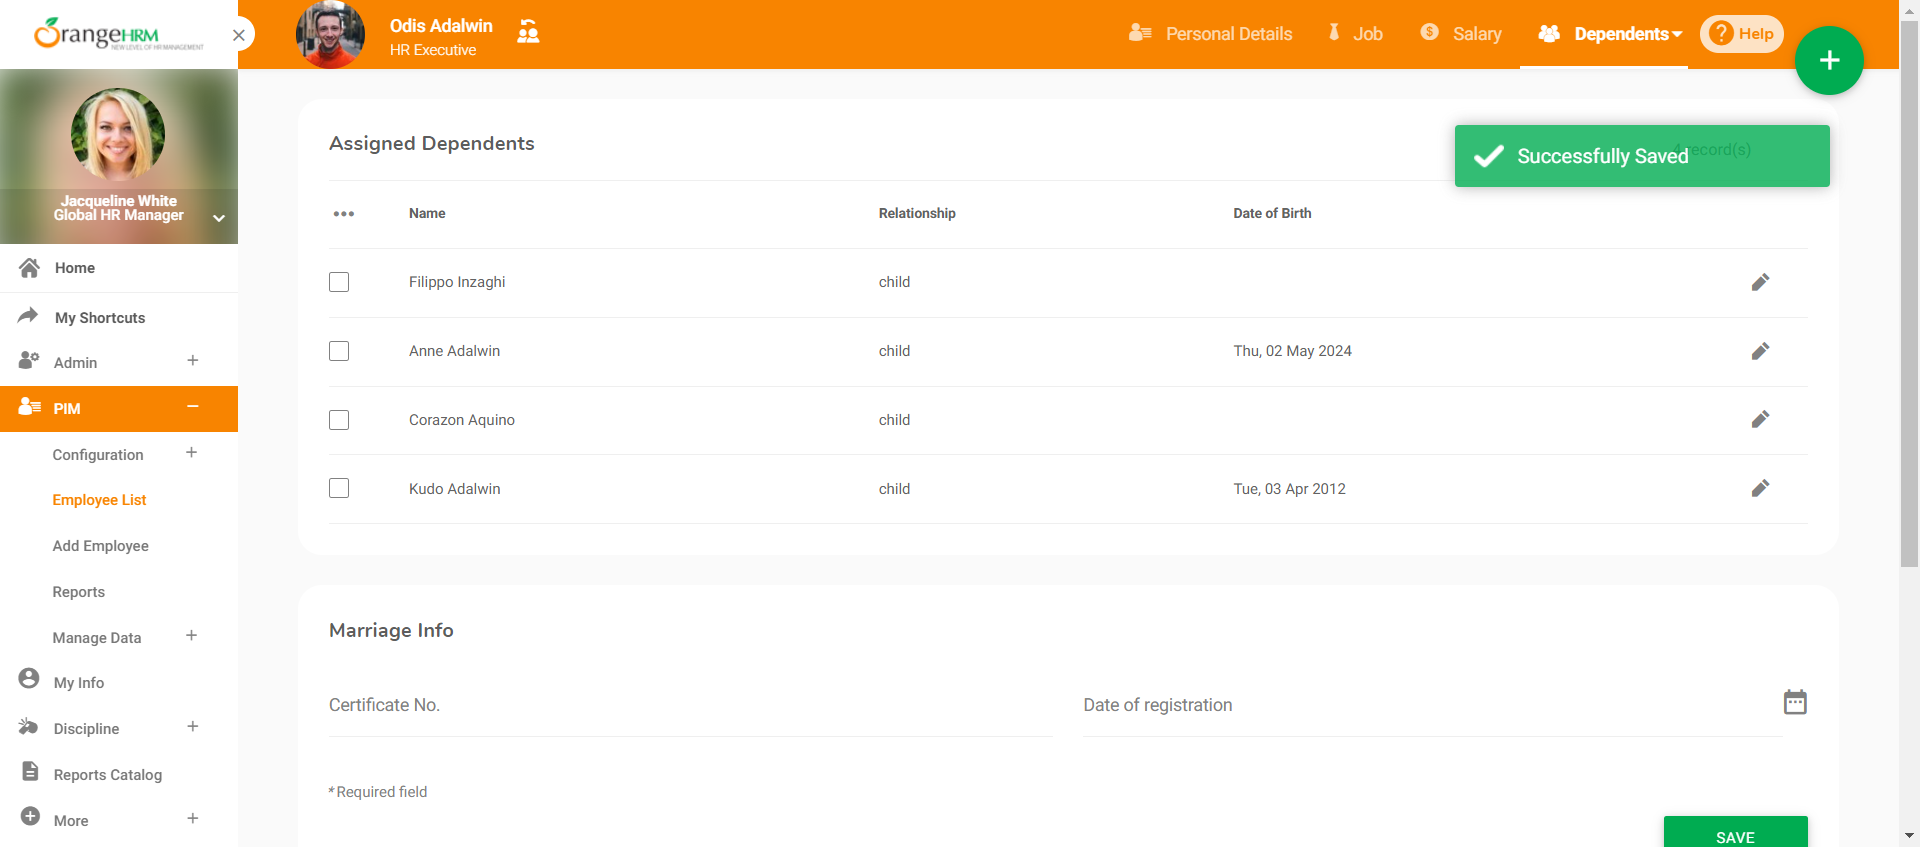 OrangeHRM
NEW LEVEL OF HR MANAGEMENT
Odis Adalwin
HR Executive
Personal Details
Job
Salary
Dependents
Help
Jacqueline White
Global HR Manager
Home
My Shortcuts
Admin
PIM
Configuration
Employee List
Add Employee
Reports
Manage Data
My Info
Discipline
Reports Catalog
More
Assigned Dependents
4 record(s)
Successfully Saved
Name Relationship Date of Birth
Filippo Inzaghi child
Anne Adalwin child Thu, 02 May 2024
Corazon Aquino child
Kudo Adalwin child Tue, 03 Apr 2012
Marriage Info
Certificate No. Date of registration
* Required field
SAVE